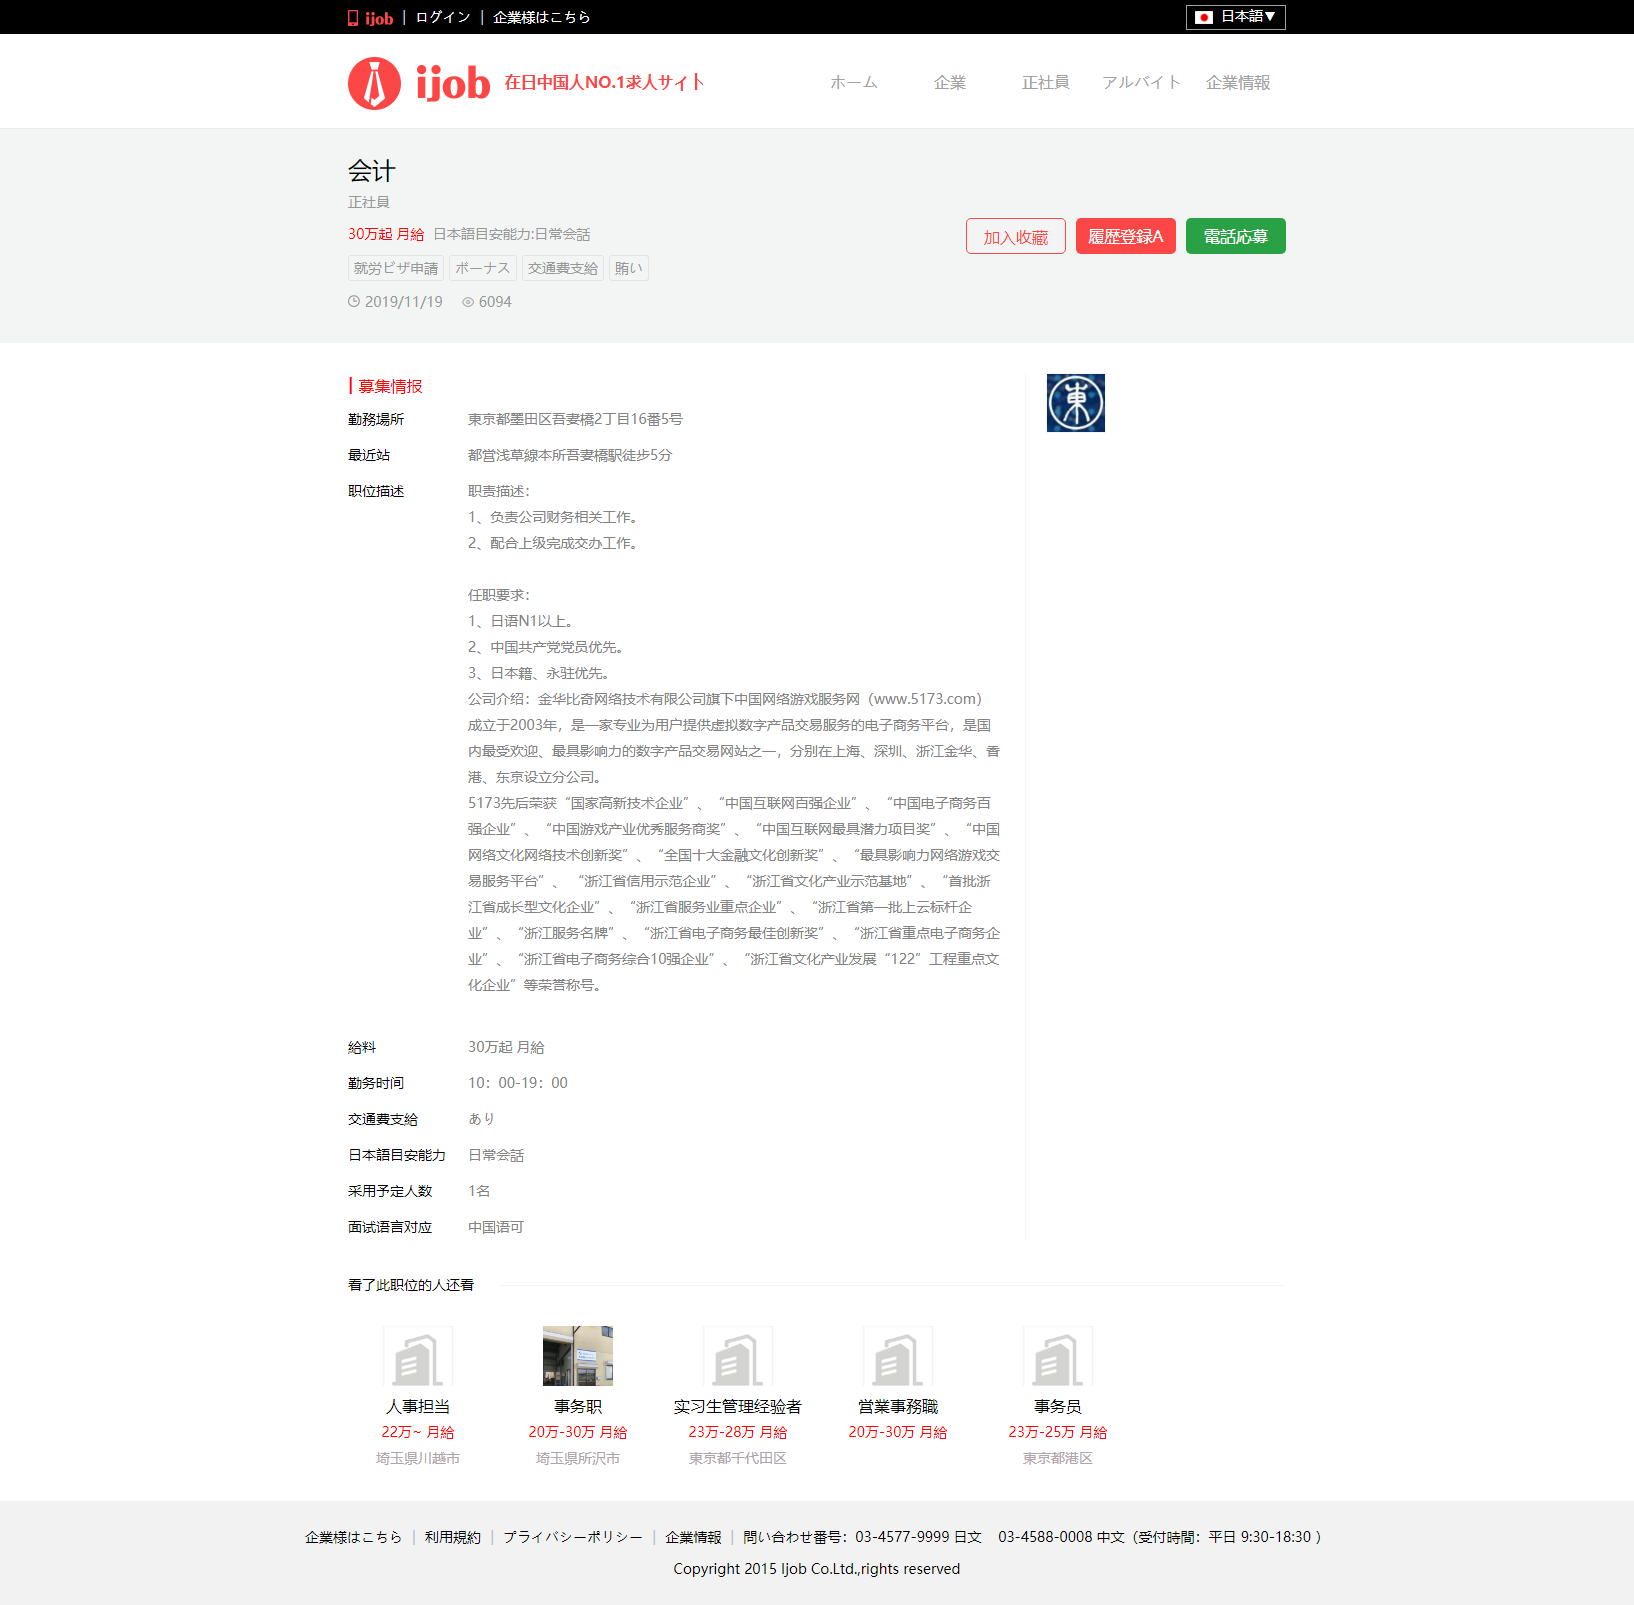 ijob | ログイン | 企業様はこちら
日本語▼
ijob 在日中国人NO.1求人サイト
ホーム 企業 正社員 アルバイト 企業情報
会计
正社員
30万起 月給 日本語目安能力:日常会話
加入收藏 履歴登録A 電話応募
就労ビザ申請 ボーナス 交通費支給 賄い
2019/11/19 6094
募集情报
東
勤務場所 東京都墨田区吾妻橋2丁目16番5号
最近站 都営浅草線本所吾妻橋駅徒步5分
职位描述 职责描述：
1、负责公司财务相关工作。
2、配合上级完成交办工作。
任职要求：
1、日语N1以上。
2、中国共产党党员优先。
3、日本籍、永驻优先。
公司介绍：金华比奇网络技术有限公司旗下中国网络游戏服务网（www.5173.com）
成立于2003年，是一家专业为用户提供虚拟数字产品交易服务的电子商务平台，是国
内最受欢迎、最具影响力的数字产品交易网站之一，分别在上海、深圳、浙江金华、香
港、东京设立分公司。
5173先后荣获“国家高新技术企业”、“中国互联网百强企业”、“中国电子商务百
强企业”、“中国游戏产业优秀服务商奖”、“中国互联网最具潜力项目奖”、“中国
网络文化网络技术创新奖”、“全国十大金融文化创新奖”、“最具影响力网络游戏交
易服务平台”、“浙江省信用示范企业”、“浙江省文化产业示范基地”、“首批浙
江省成长型文化企业”、“浙江省服务业重点企业”、“浙江省第一批上云标杆企
业”、“浙江服务名牌”、“浙江省电子商务最佳创新奖”、“浙江省重点电子商务企
业”、“浙江省电子商务综合10强企业”、“浙江省文化产业发展“122”工程重点文
化企业”等荣誉称号。
給料 30万起 月給
勤务时间 10：00-19：00
交通費支給 あり
日本語目安能力 日常会話
采用予定人数 1名
面试语言对应 中国语可
看了此职位的人还看
人事担当 事务职 实习生管理经验者 営業事務職 事务员
22万~ 月給 20万-30万 月給 23万-28万 月給 20万-30万 月給 23万-25万 月給
埼玉県川越市 埼玉県所沢市 東京都千代田区 東京都港区
企業様はこちら | 利用規約 | プライバシーポリシー | 企業情報 | 問い合わせ番号：03-4577-9999 日文 03-4588-0008 中文（受付時間：平日 9:30-18:30 ）
Copyright 2015 Ijob Co.Ltd.,rights reserved